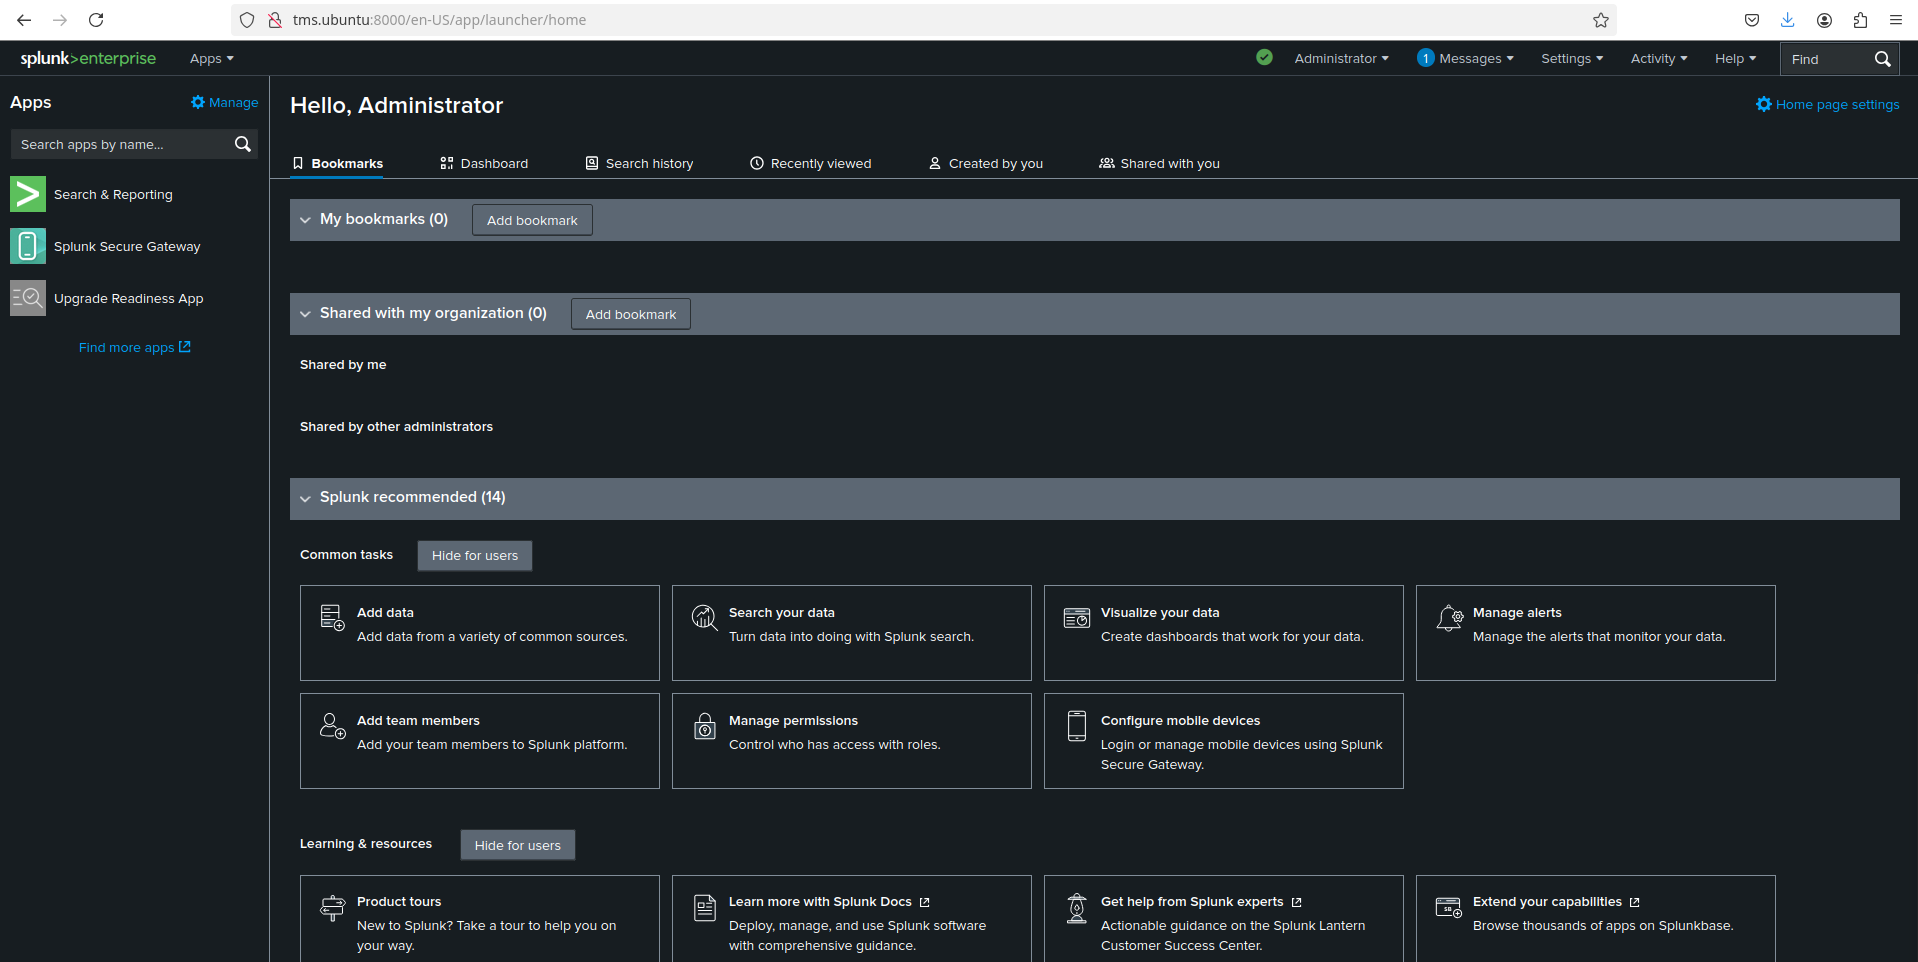 tms.ubuntu:8000/en-US/app/launcher/home
splunk>enterprise Apps Administrator 1 Messages Settings Activity Help Find
Apps Manage
Search apps by name...
Search & Reporting
Splunk Secure Gateway
Upgrade Readiness App
Find more apps
Hello, Administrator Home page settings
Bookmarks Dashboard Search history Recently viewed Created by you Shared with you
My bookmarks (0) Add bookmark
Shared with my organization (0) Add bookmark
Shared by me
Shared by other administrators
Splunk recommended (14)
Common tasks Hide for users
Add data
Add data from a variety of common sources.
Search your data
Turn data into doing with Splunk search.
Visualize your data
Create dashboards that work for your data.
Manage alerts
Manage the alerts that monitor your data.
Add team members
Add your team members to Splunk platform.
Manage permissions
Control who has access with roles.
Configure mobile devices
Login or manage mobile devices using Splunk
Secure Gateway.
Learning & resources Hide for users
Product tours
New to Splunk? Take a tour to help you on
your way.
Learn more with Splunk Docs
Deploy, manage, and use Splunk software
with comprehensive guidance.
Get help from Splunk experts
Actionable guidance on the Splunk Lantern
Customer Success Center.
Extend your capabilities
Browse thousands of apps on Splunkbase.